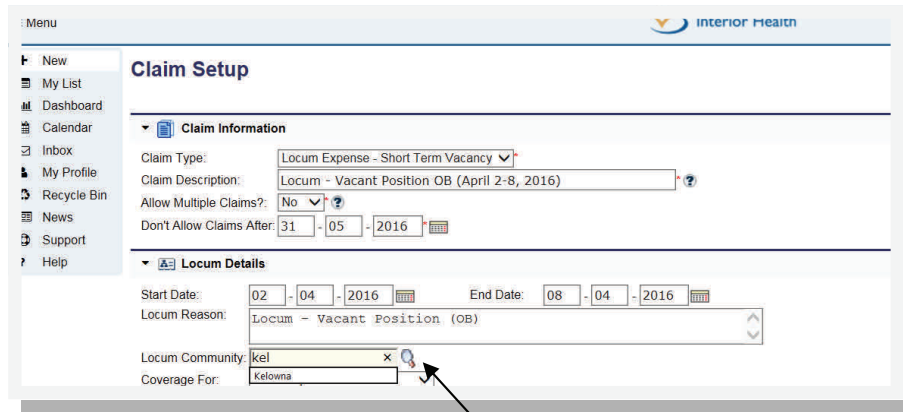 Menu
Interior Health
New
My List
Dashboard
Calendar
Inbox
My Profile
Recycle Bin
News
Support
Help
Claim Setup
Claim Information
Claim Type: Locum Expense - Short Term Vacancy *
Claim Description: Locum - Vacant Position OB (April 2-8, 2016) * ?
Allow Multiple Claims?: No * ?
Don't Allow Claims After: 31 - 05 - 2016 *
Locum Details
Start Date: 02 - 04 - 2016 End Date: 08 - 04 - 2016
Locum Reason: Locum - Vacant Position (OB)
Locum Community: kel ×
Kelowna
Coverage For: